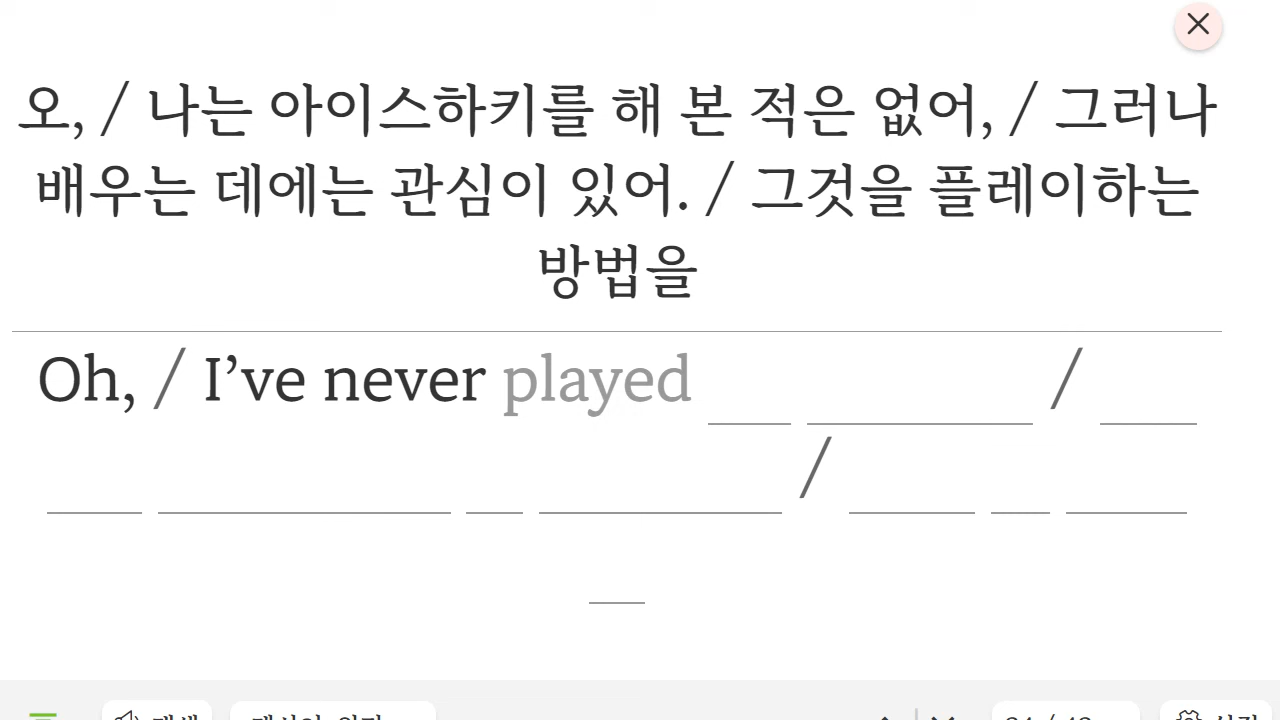 오, / 나는 아이스하키를 해 본 적은 없어, / 그러나
배우는 데에는 관심이 있어. / 그것을 플레이하는
방법을
Oh, / I’ve never played / 
/